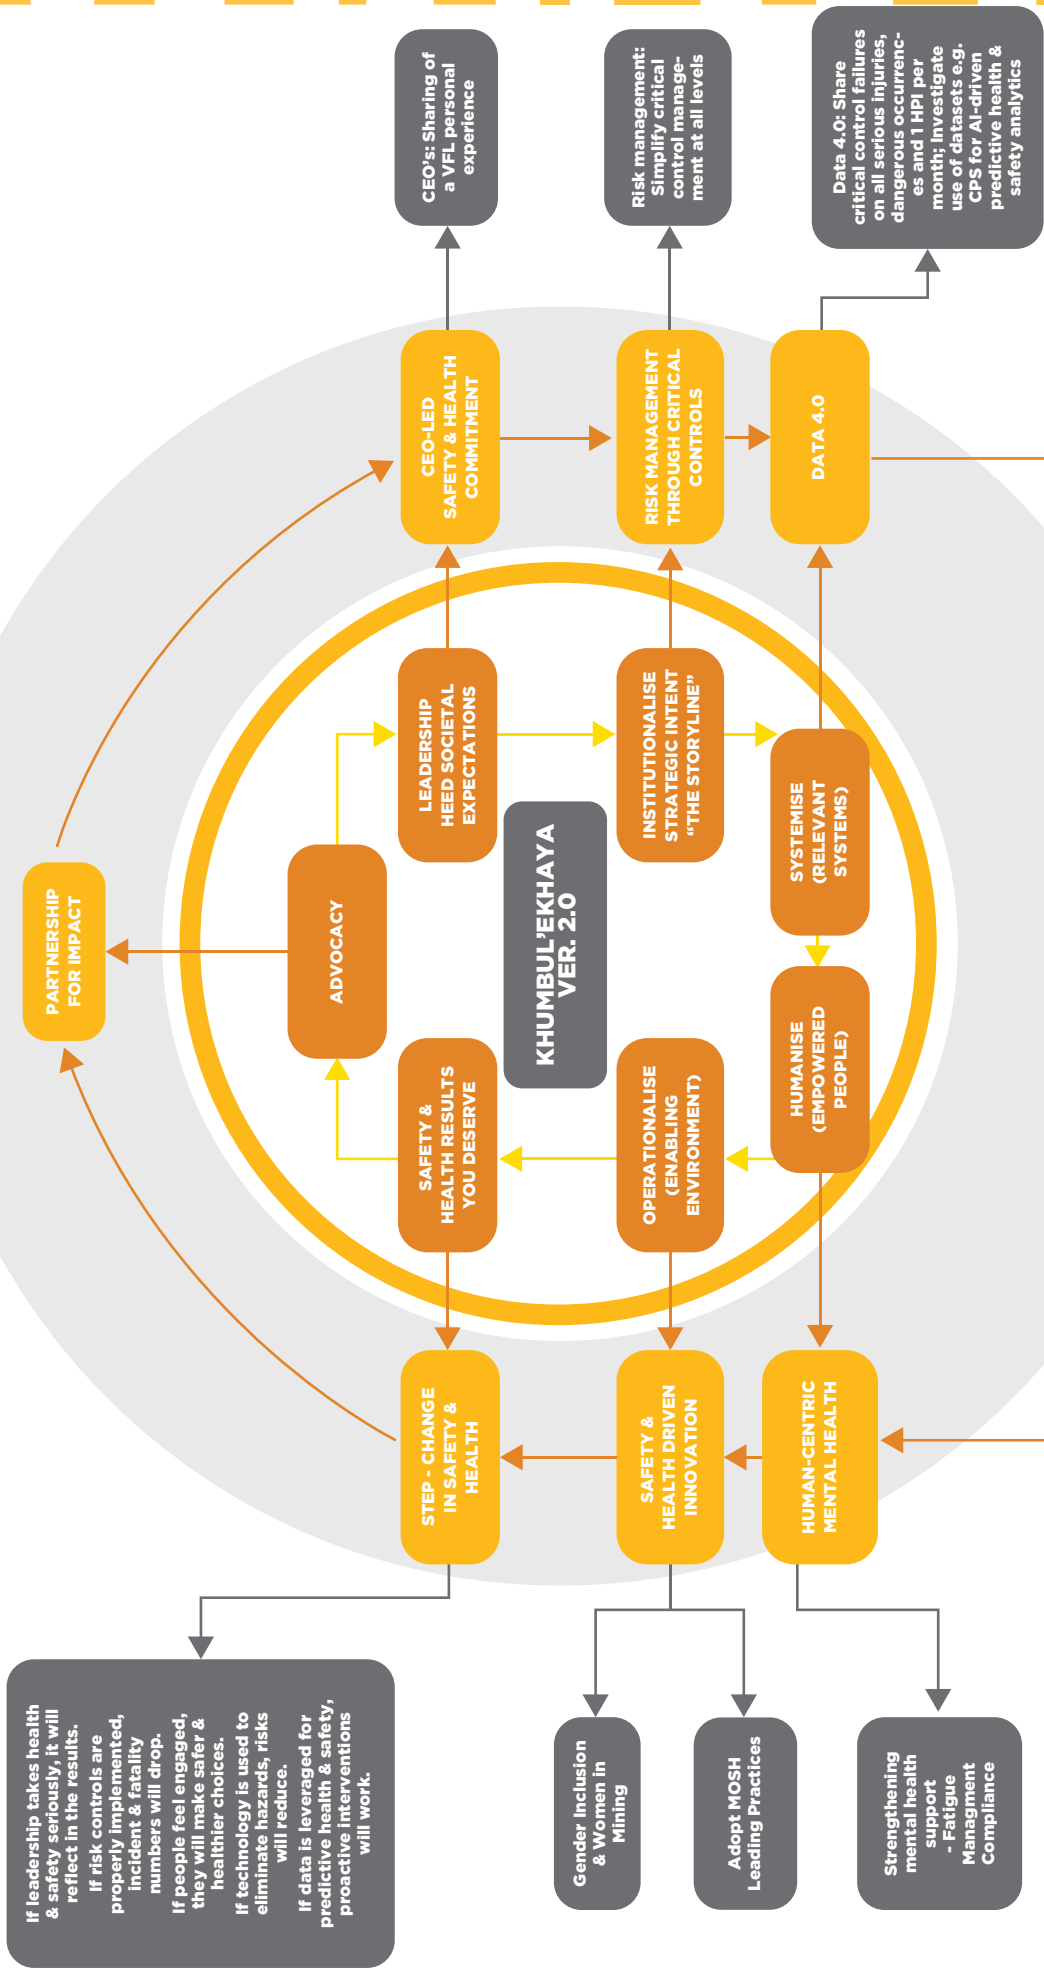 If leadership takes health
& safety seriously, it will
reflect in the results.
If risk controls are
properly implemented,
incident & fatality
numbers will drop.
If people feel engaged,
they will make safer &
healthier choices.
If technology is used to
eliminate hazards, risks
will reduce.
If data is leveraged for
predictive health & safety,
proactive interventions
will work.
Gender Inclusion
& Women in
Mining
Adopt MOSH
Leading Practices
Strengthening
mental health
support
- Fatigue
Managment
Compliance
STEP - CHANGE
IN SAFETY &
HEALTH
SAFETY &
HEALTH DRIVEN
INNOVATION
HUMAN-CENTRIC
MENTAL HEALTH
SAFETY &
HEALTH RESULTS
YOU DESERVE
OPERATIONALISE
(ENABLING
ENVIRONMENT)
HUMANISE
(EMPOWERED
PEOPLE)
PARTNERSHIP
FOR IMPACT
ADVOCACY
KHUMBUL’EKHAYA
VER. 2.0
LEADERSHIP
HEED SOCIETAL
EXPECTATIONS
INSTITUTIONALISE
STRATEGIC INTENT
“THE STORYLINE”
SYSTEMISE
(RELEVANT
SYSTEMS)
CEO-LED
SAFETY & HEALTH
COMMITMENT
RISK MANAGEMENT
THROUGH CRITICAL
CONTROLS
DATA 4.0
CEO’s: Sharing of
a VFL personal
experience
Risk management:
Simplify critical
control manage-
ment at all levels
Data 4.0: Share
critical control failures
on all serious injuries,
dangerous occurrenc-
es and 1 HPI per
month; Investigate
use of datasets e.g.
CPS for AI-driven
predictive health &
safety analytics